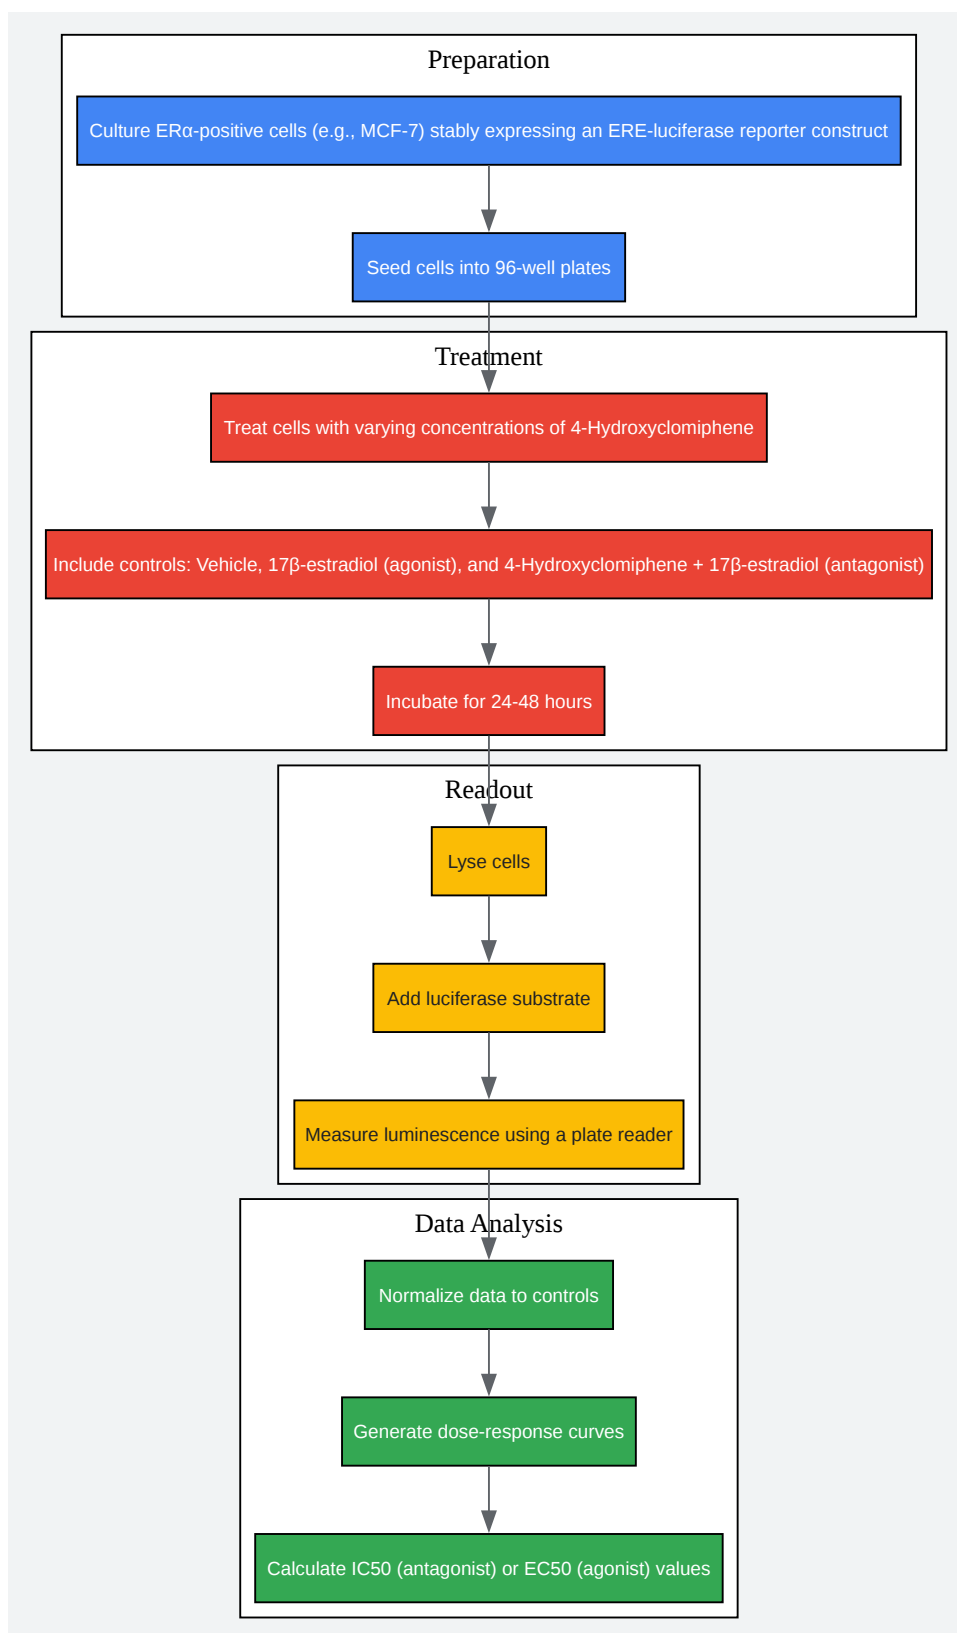 Preparation
Culture ERα-positive cells (e.g., MCF-7) stably expressing an ERE-luciferase reporter construct
Seed cells into 96-well plates
Treatment
Treat cells with varying concentrations of 4-Hydroxyclomiphene
Include controls: Vehicle, 17β-estradiol (agonist), and 4-Hydroxyclomiphene + 17β-estradiol (antagonist)
Incubate for 24-48 hours
Readout
Lyse cells
Add luciferase substrate
Measure luminescence using a plate reader
Data Analysis
Normalize data to controls
Generate dose-response curves
Calculate IC50 (antagonist) or EC50 (agonist) values